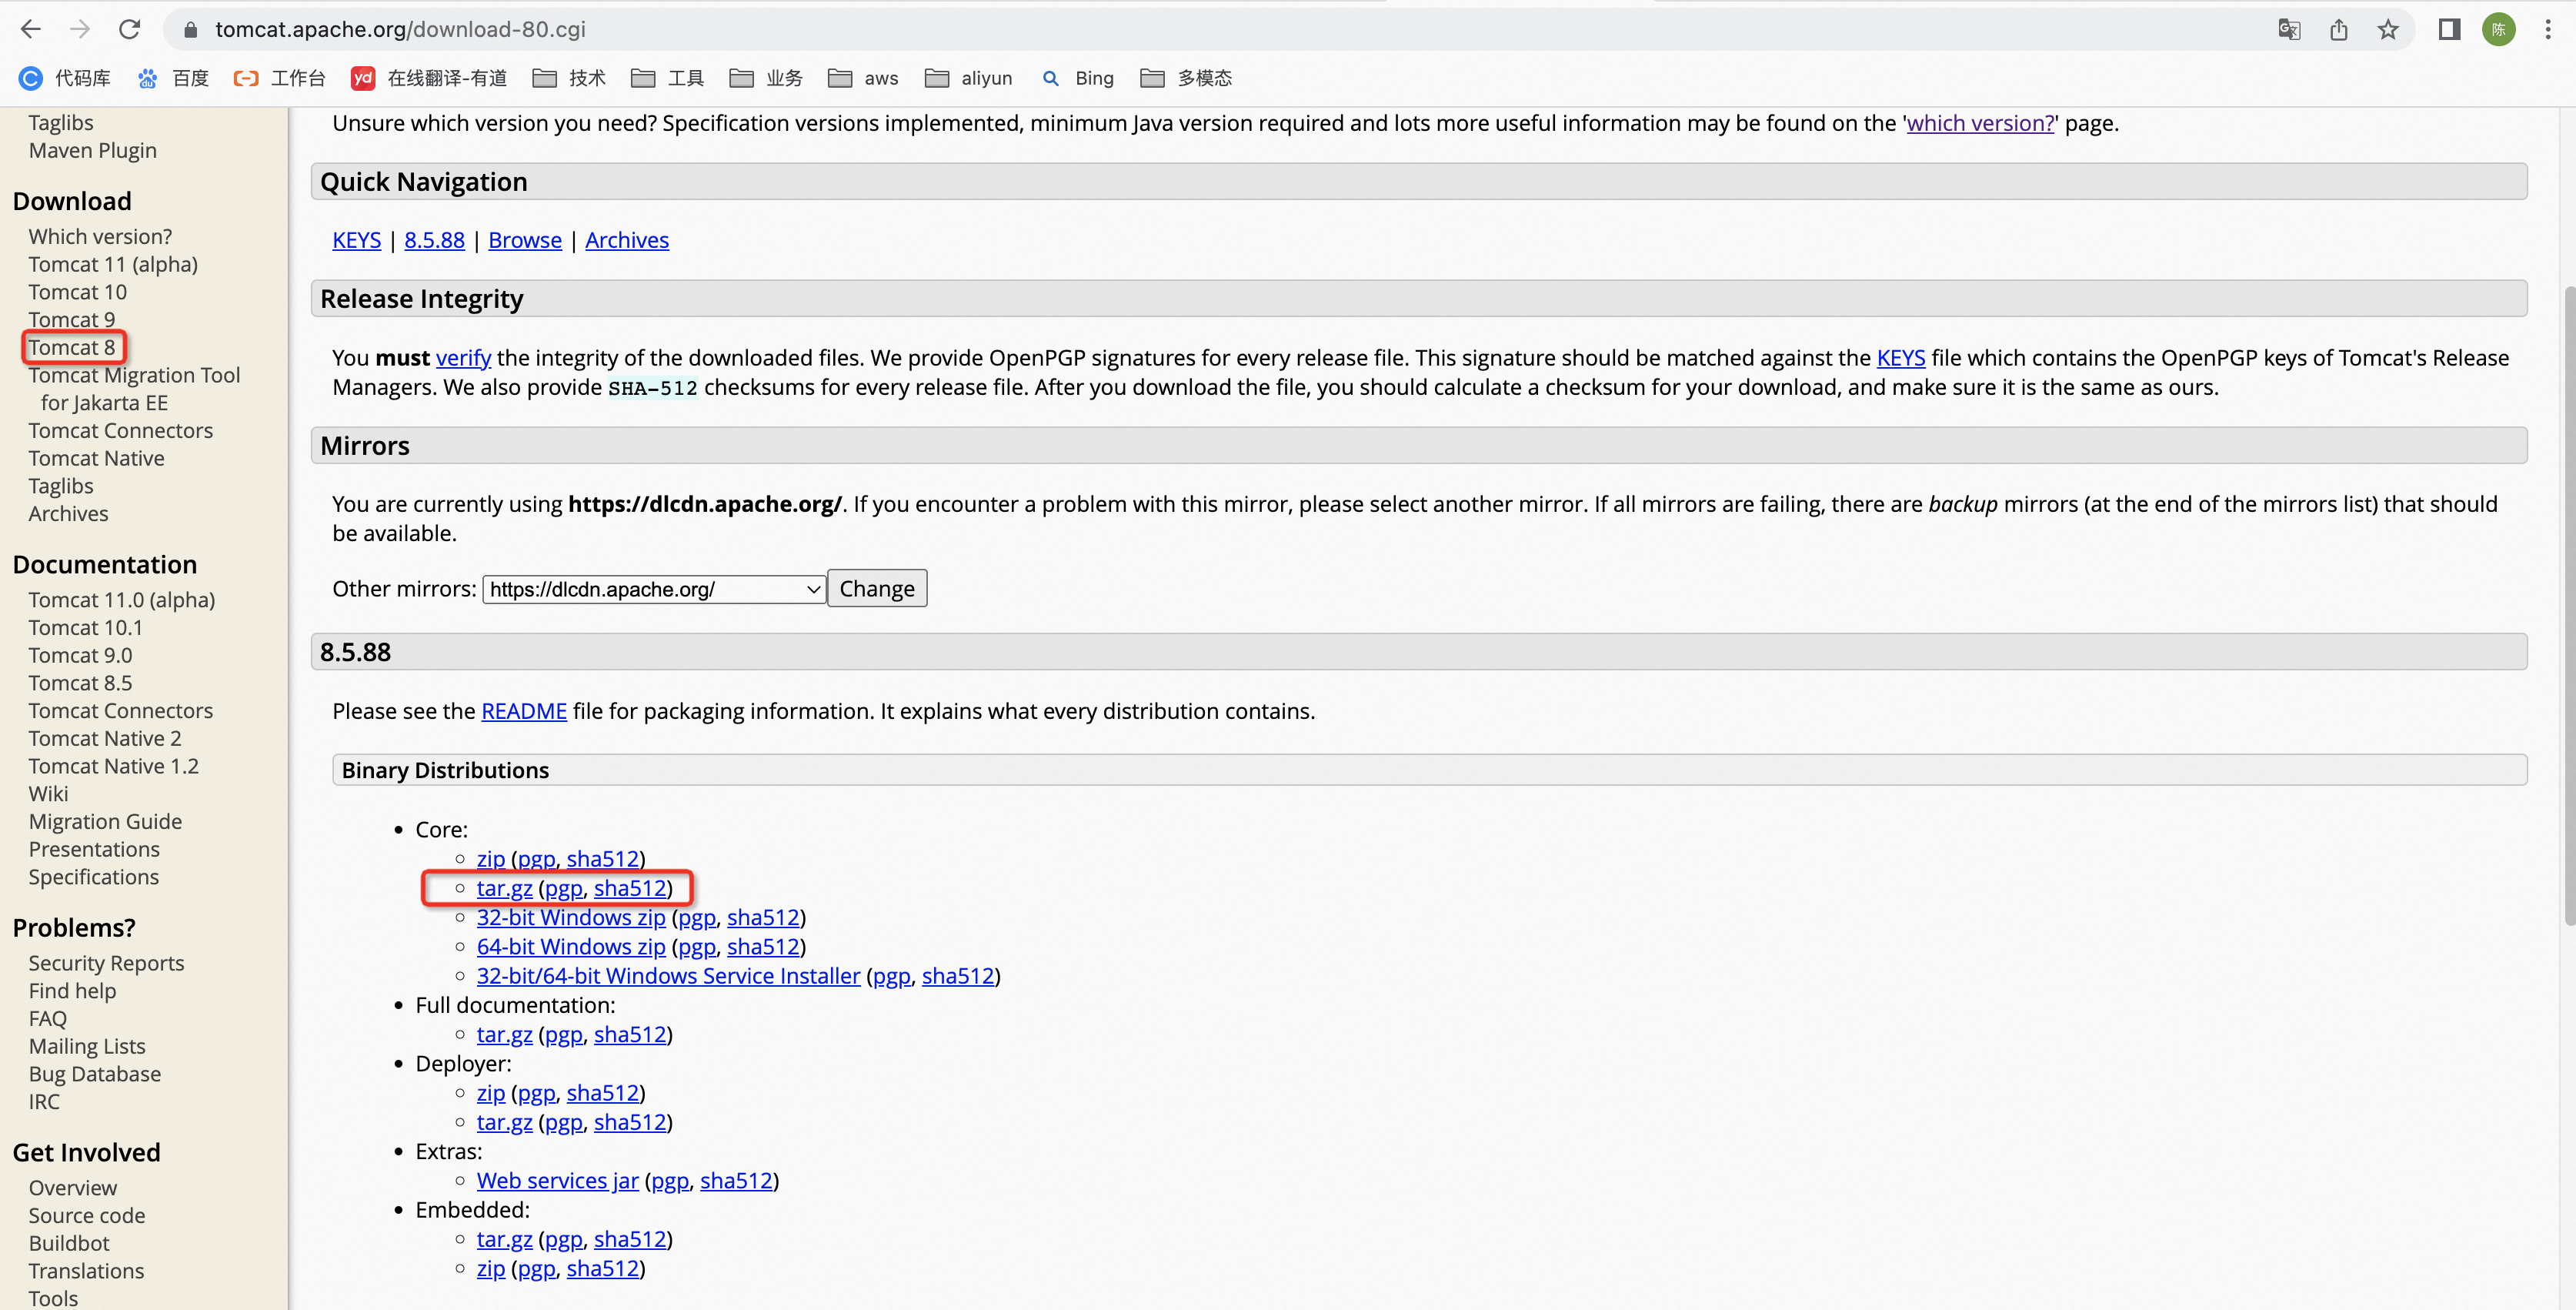 tomcat.apache.org/download-80.cgi
陈
代码库
百度
工作台
yd 在线翻译-有道
技术
工具
业务
aws
aliyun
Bing
多模态
Taglibs
Maven Plugin
Download
Which version?
Tomcat 11 (alpha)
Tomcat 10
Tomcat 9
Tomcat 8
Tomcat Migration Tool
for Jakarta EE
Tomcat Connectors
Tomcat Native
Taglibs
Archives
Documentation
Tomcat 11.0 (alpha)
Tomcat 10.1
Tomcat 9.0
Tomcat 8.5
Tomcat Connectors
Tomcat Native 2
Tomcat Native 1.2
Wiki
Migration Guide
Presentations
Specifications
Problems?
Security Reports
Find help
FAQ
Mailing Lists
Bug Database
IRC
Get Involved
Overview
Source code
Buildbot
Translations
Tools
Unsure which version you need? Specification versions implemented, minimum Java version required and lots more useful information may be found on the 'which version?' page.
Quick Navigation
KEYS | 8.5.88 | Browse | Archives
Release Integrity
You must verify the integrity of the downloaded files. We provide OpenPGP signatures for every release file. This signature should be matched against the KEYS file which contains the OpenPGP keys of Tomcat's Release
Managers. We also provide SHA-512 checksums for every release file. After you download the file, you should calculate a checksum for your download, and make sure it is the same as ours.
Mirrors
You are currently using https://dlcdn.apache.org/. If you encounter a problem with this mirror, please select another mirror. If all mirrors are failing, there are backup mirrors (at the end of the mirrors list) that should
be available.
Other mirrors: https://dlcdn.apache.org/ Change
8.5.88
Please see the README file for packaging information. It explains what every distribution contains.
Binary Distributions
Core:
zip (pgp, sha512)
tar.gz (pgp, sha512)
32-bit Windows zip (pgp, sha512)
64-bit Windows zip (pgp, sha512)
32-bit/64-bit Windows Service Installer (pgp, sha512)
Full documentation:
tar.gz (pgp, sha512)
Deployer:
zip (pgp, sha512)
tar.gz (pgp, sha512)
Extras:
Web services jar (pgp, sha512)
Embedded:
tar.gz (pgp, sha512)
zip (pgp, sha512)